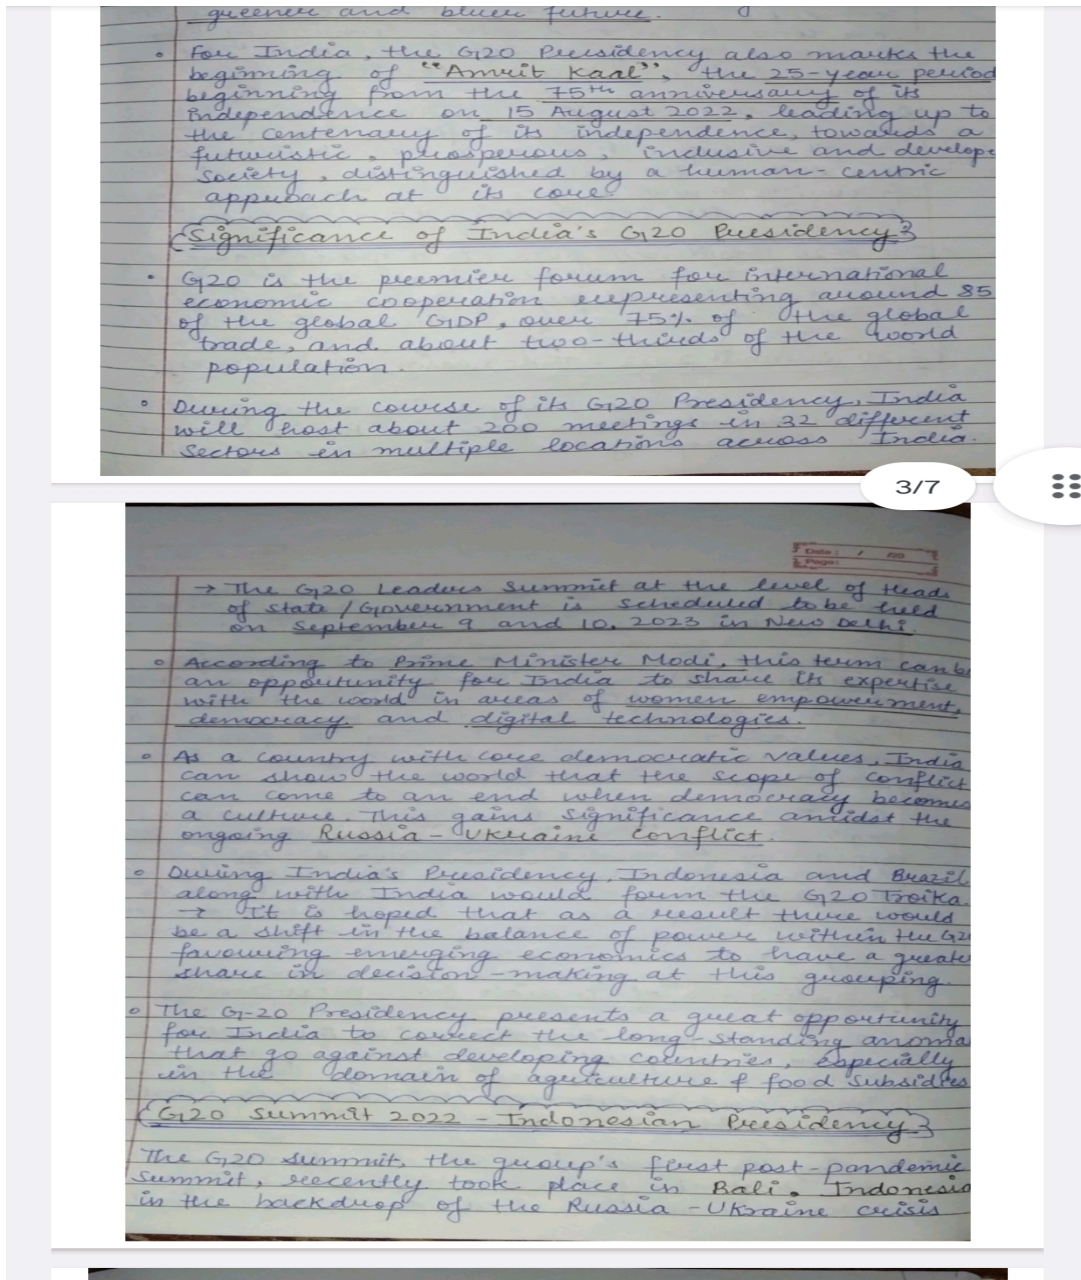 greener and bluer future.
• For India, the G20 Presidency also marks the
beginning of "Amrit Kaal", the 25-year period
beginning from the 75th anniversary of its
independence on 15 August 2022, leading up to
the centenary of its independence, towards a
futuristic, prosperous, inclusive and develope
society, distinguished by a human-centric
approach at its core.
Significance of India's G20 Presidency
• G20 is the premier forum for international
economic cooperation representing around 85
of the global GDP, over 75% of the global
trade, and about two-thirds of the world
population.
• During the course of its G20 Presidency, India
will host about 200 meetings in 32 different
Sectors in multiple locations across India.
3/7
Date: / /20
Page:
→ The G20 Leaders Summit at the level of Heads
of State / Government is scheduled to be held
on September 9 and 10, 2023 in New Delhi.
• According to Prime Minister Modi, this term can b
an opportunity for India to share its expertise
with the world in areas of women empowerment,
democracy and digital technologies.
• As a country with core democratic values, India
can show the world that the scope of conflict
can come to an end when democracy becomes
a culture. This gains significance amidst the
ongoing Russia-Ukraine conflict.
• During India's Presidency, Indonesia and Brazil
along with India would form the G20 Troika.
→ It is hoped that as a result there would
be a shift in the balance of power within the G2
favouring emerging economics to have a greate
share in decision-making at this grouping.
• The G-20 Presidency presents a great opportunity
for India to correct the long-standing anoma
that go against developing countries, especially
in the domain of agriculture & food subsidies
G20 Summit 2022 - Indonesian Presidency
The G20 summit, the group's first post-pandemic
Summit, recently took place in Bali, Indonesia
in the backdrop of the Russia-Ukraine crisis